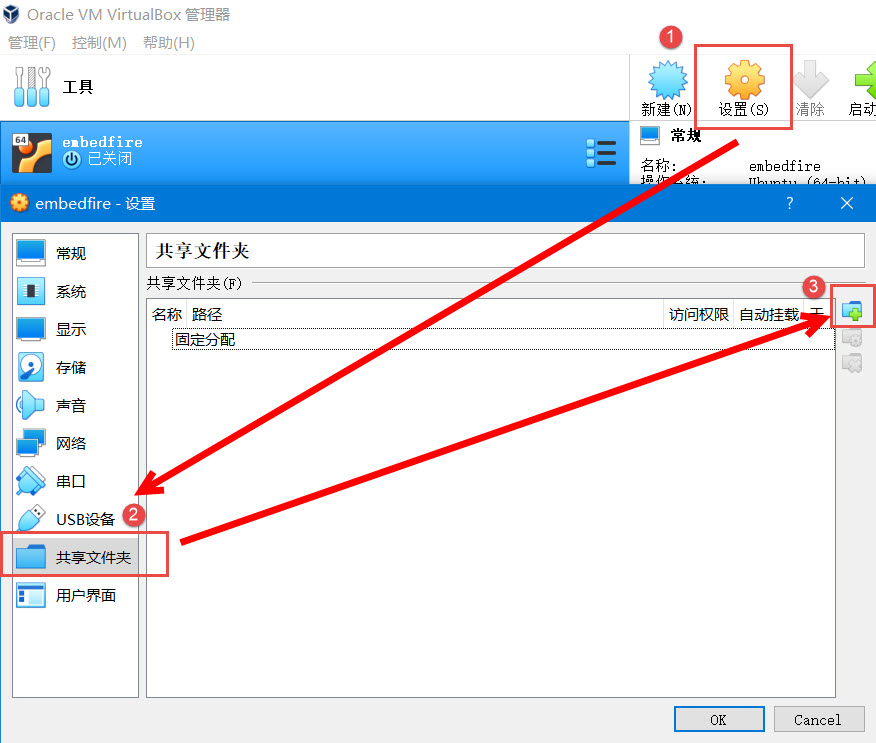 Oracle VM VirtualBox 管理器
管理(F) 控制(M) 帮助(H)
工具
1
新建(N) 设置(S) 清除 启动
64
embedfire
已关闭
常规
名称: embedfire
操作系统: Ubuntu (64-bit)
embedfire - 设置
?
常规
系统
显示
存储
声音
网络
串口
USB设备
2
共享文件夹
用户界面
共享文件夹
共享文件夹(F)
3
名称 路径 访问权限 自动挂载
固定分配
OK Cancel